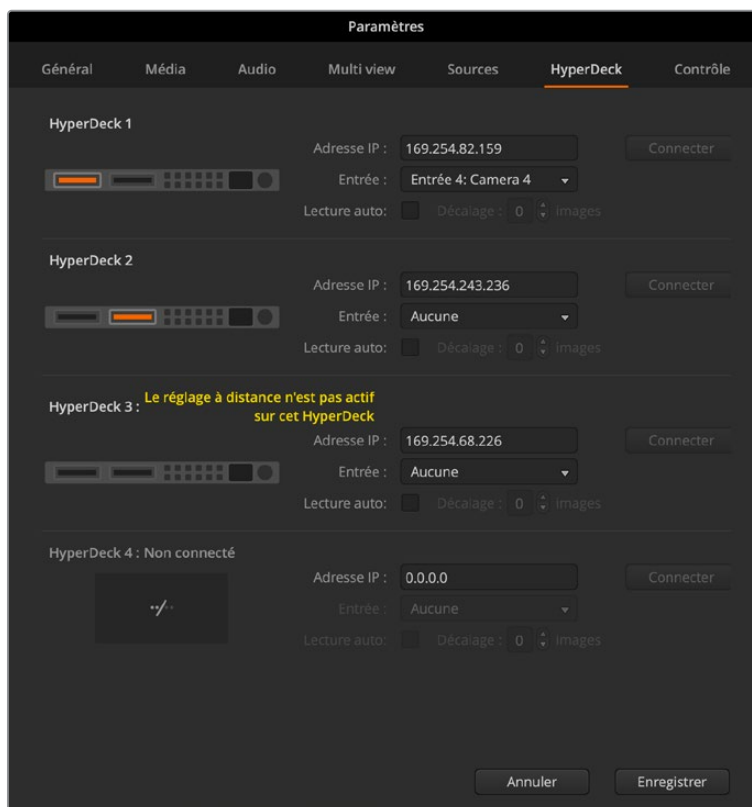 Paramètres
Général Média Audio Multi view Sources HyperDeck Contrôle
HyperDeck 1
Adresse IP : 169.254.82.159 Connecter
Entrée : Entrée 4: Camera 4
Lecture auto: Décalage : 0 images
HyperDeck 2
Adresse IP : 169.254.243.236 Connecter
Entrée : Aucune
Lecture auto: Décalage : 0 images
HyperDeck 3 : Le réglage à distance n'est pas actif
sur cet HyperDeck
Adresse IP : 169.254.68.226 Connecter
Entrée : Aucune
Lecture auto: Décalage : 0 images
HyperDeck 4 : Non connecté
Adresse IP : 0.0.0.0 Connecter
Entrée : Aucune
Lecture auto: Décalage : 0 images
Annuler Enregistrer